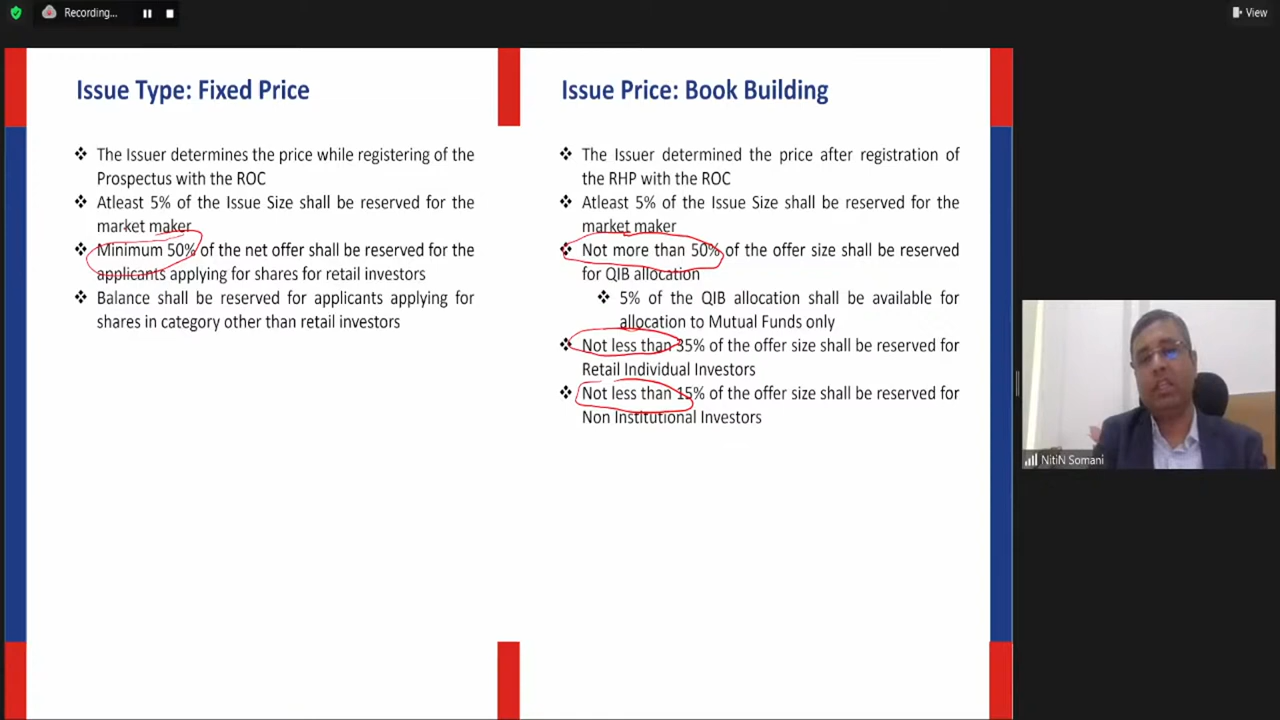 Recording...
View
Issue Type: Fixed Price
❖ The Issuer determines the price while registering of the
Prospectus with the ROC
❖ Atleast 5% of the Issue Size shall be reserved for the
market maker
❖ Minimum 50% of the net offer shall be reserved for the
applicants applying for shares for retail investors
❖ Balance shall be reserved for applicants applying for
shares in category other than retail investors
Issue Price: Book Building
❖ The Issuer determined the price after registration of
the RHP with the ROC
❖ Atleast 5% of the Issue Size shall be reserved for the
market maker
❖ Not more than 50% of the offer size shall be reserved
for QIB allocation
❖ 5% of the QIB allocation shall be available for
allocation to Mutual Funds only
❖ Not less than 35% of the offer size shall be reserved for
Retail Individual Investors
❖ Not less than 15% of the offer size shall be reserved for
Non Institutional Investors
NitiN Somani